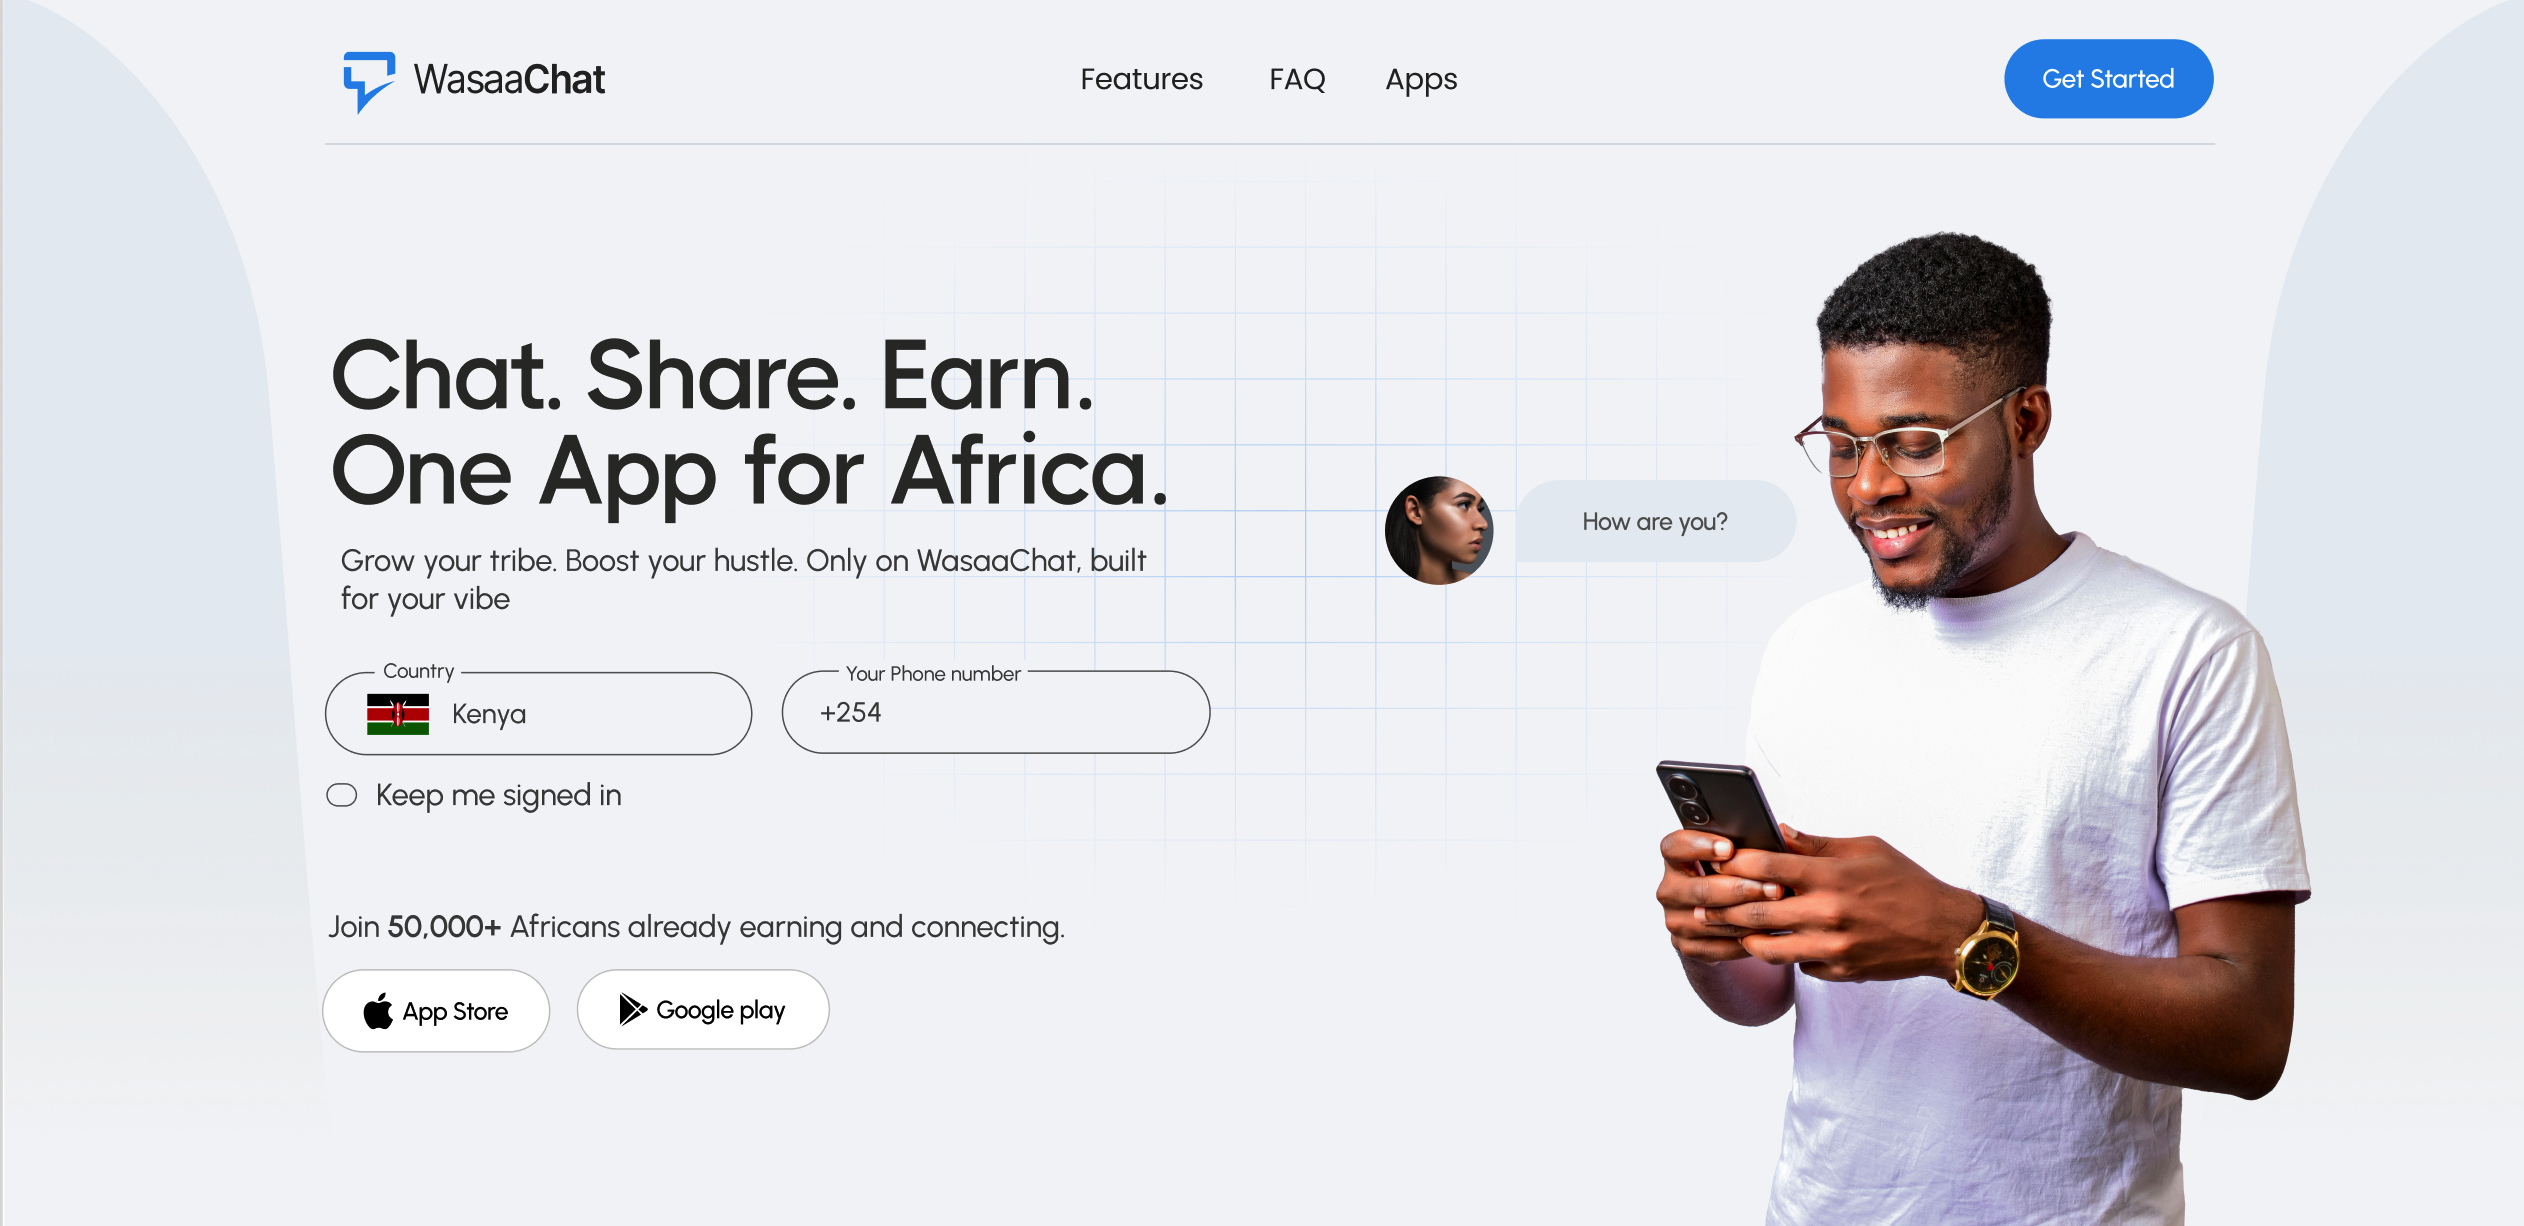 WasaaChat
Features
FAQ
Apps
Get Started
Chat. Share. Earn.
One App for Africa.
Grow your tribe. Boost your hustle. Only on WasaaChat, built
for your vibe
How are you?
Country
Kenya
Your Phone number
+254
Keep me signed in
Join 50,000+ Africans already earning and connecting.
App Store
Google play